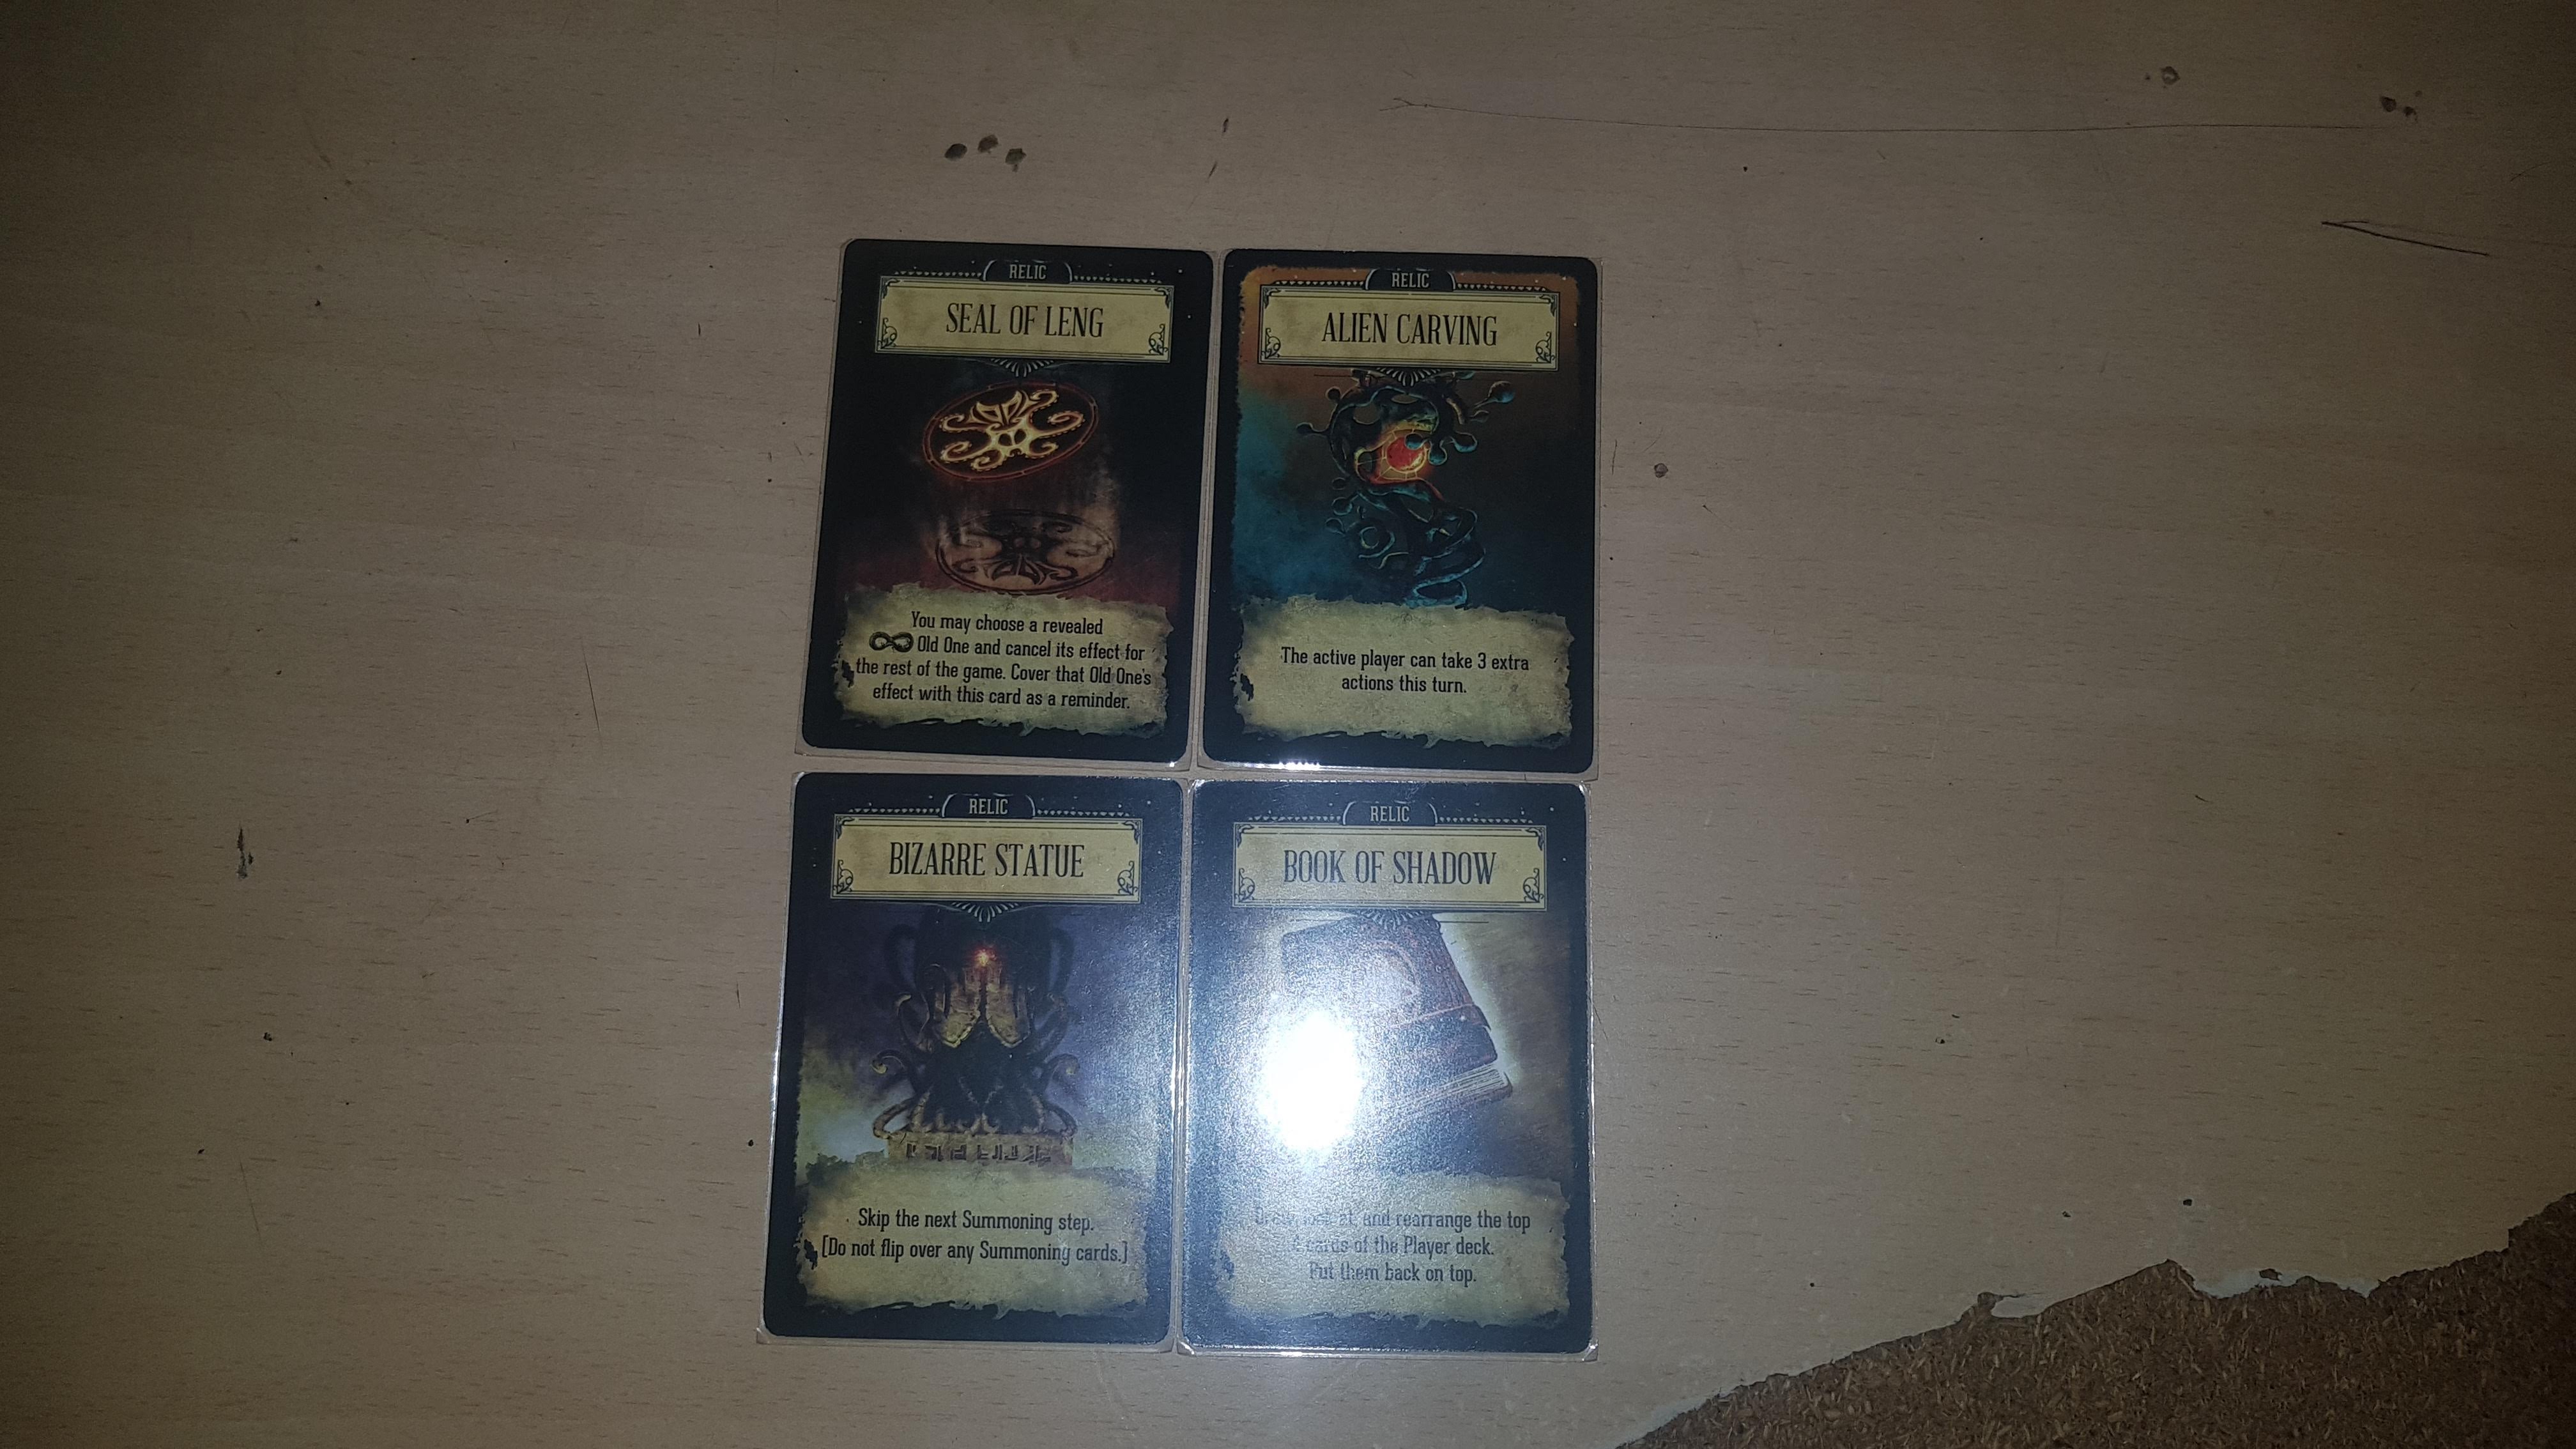 RELIC
SEAL OF LENG
You may choose a revealed
Old One and cancel its effect for
the rest of the game. Cover that Old One's
effect with this card as a reminder.
RELIC
ALIEN CARVING
The active player can take 3 extra
actions this turn.
RELIC
BIZARRE STATUE
Skip the next Summoning step.
[Do not flip over any Summoning cards.]
RELIC
BOOK OF SHADOW
Draw, look at, and rearrange the top
cards of the Player deck.
Put them back on top.